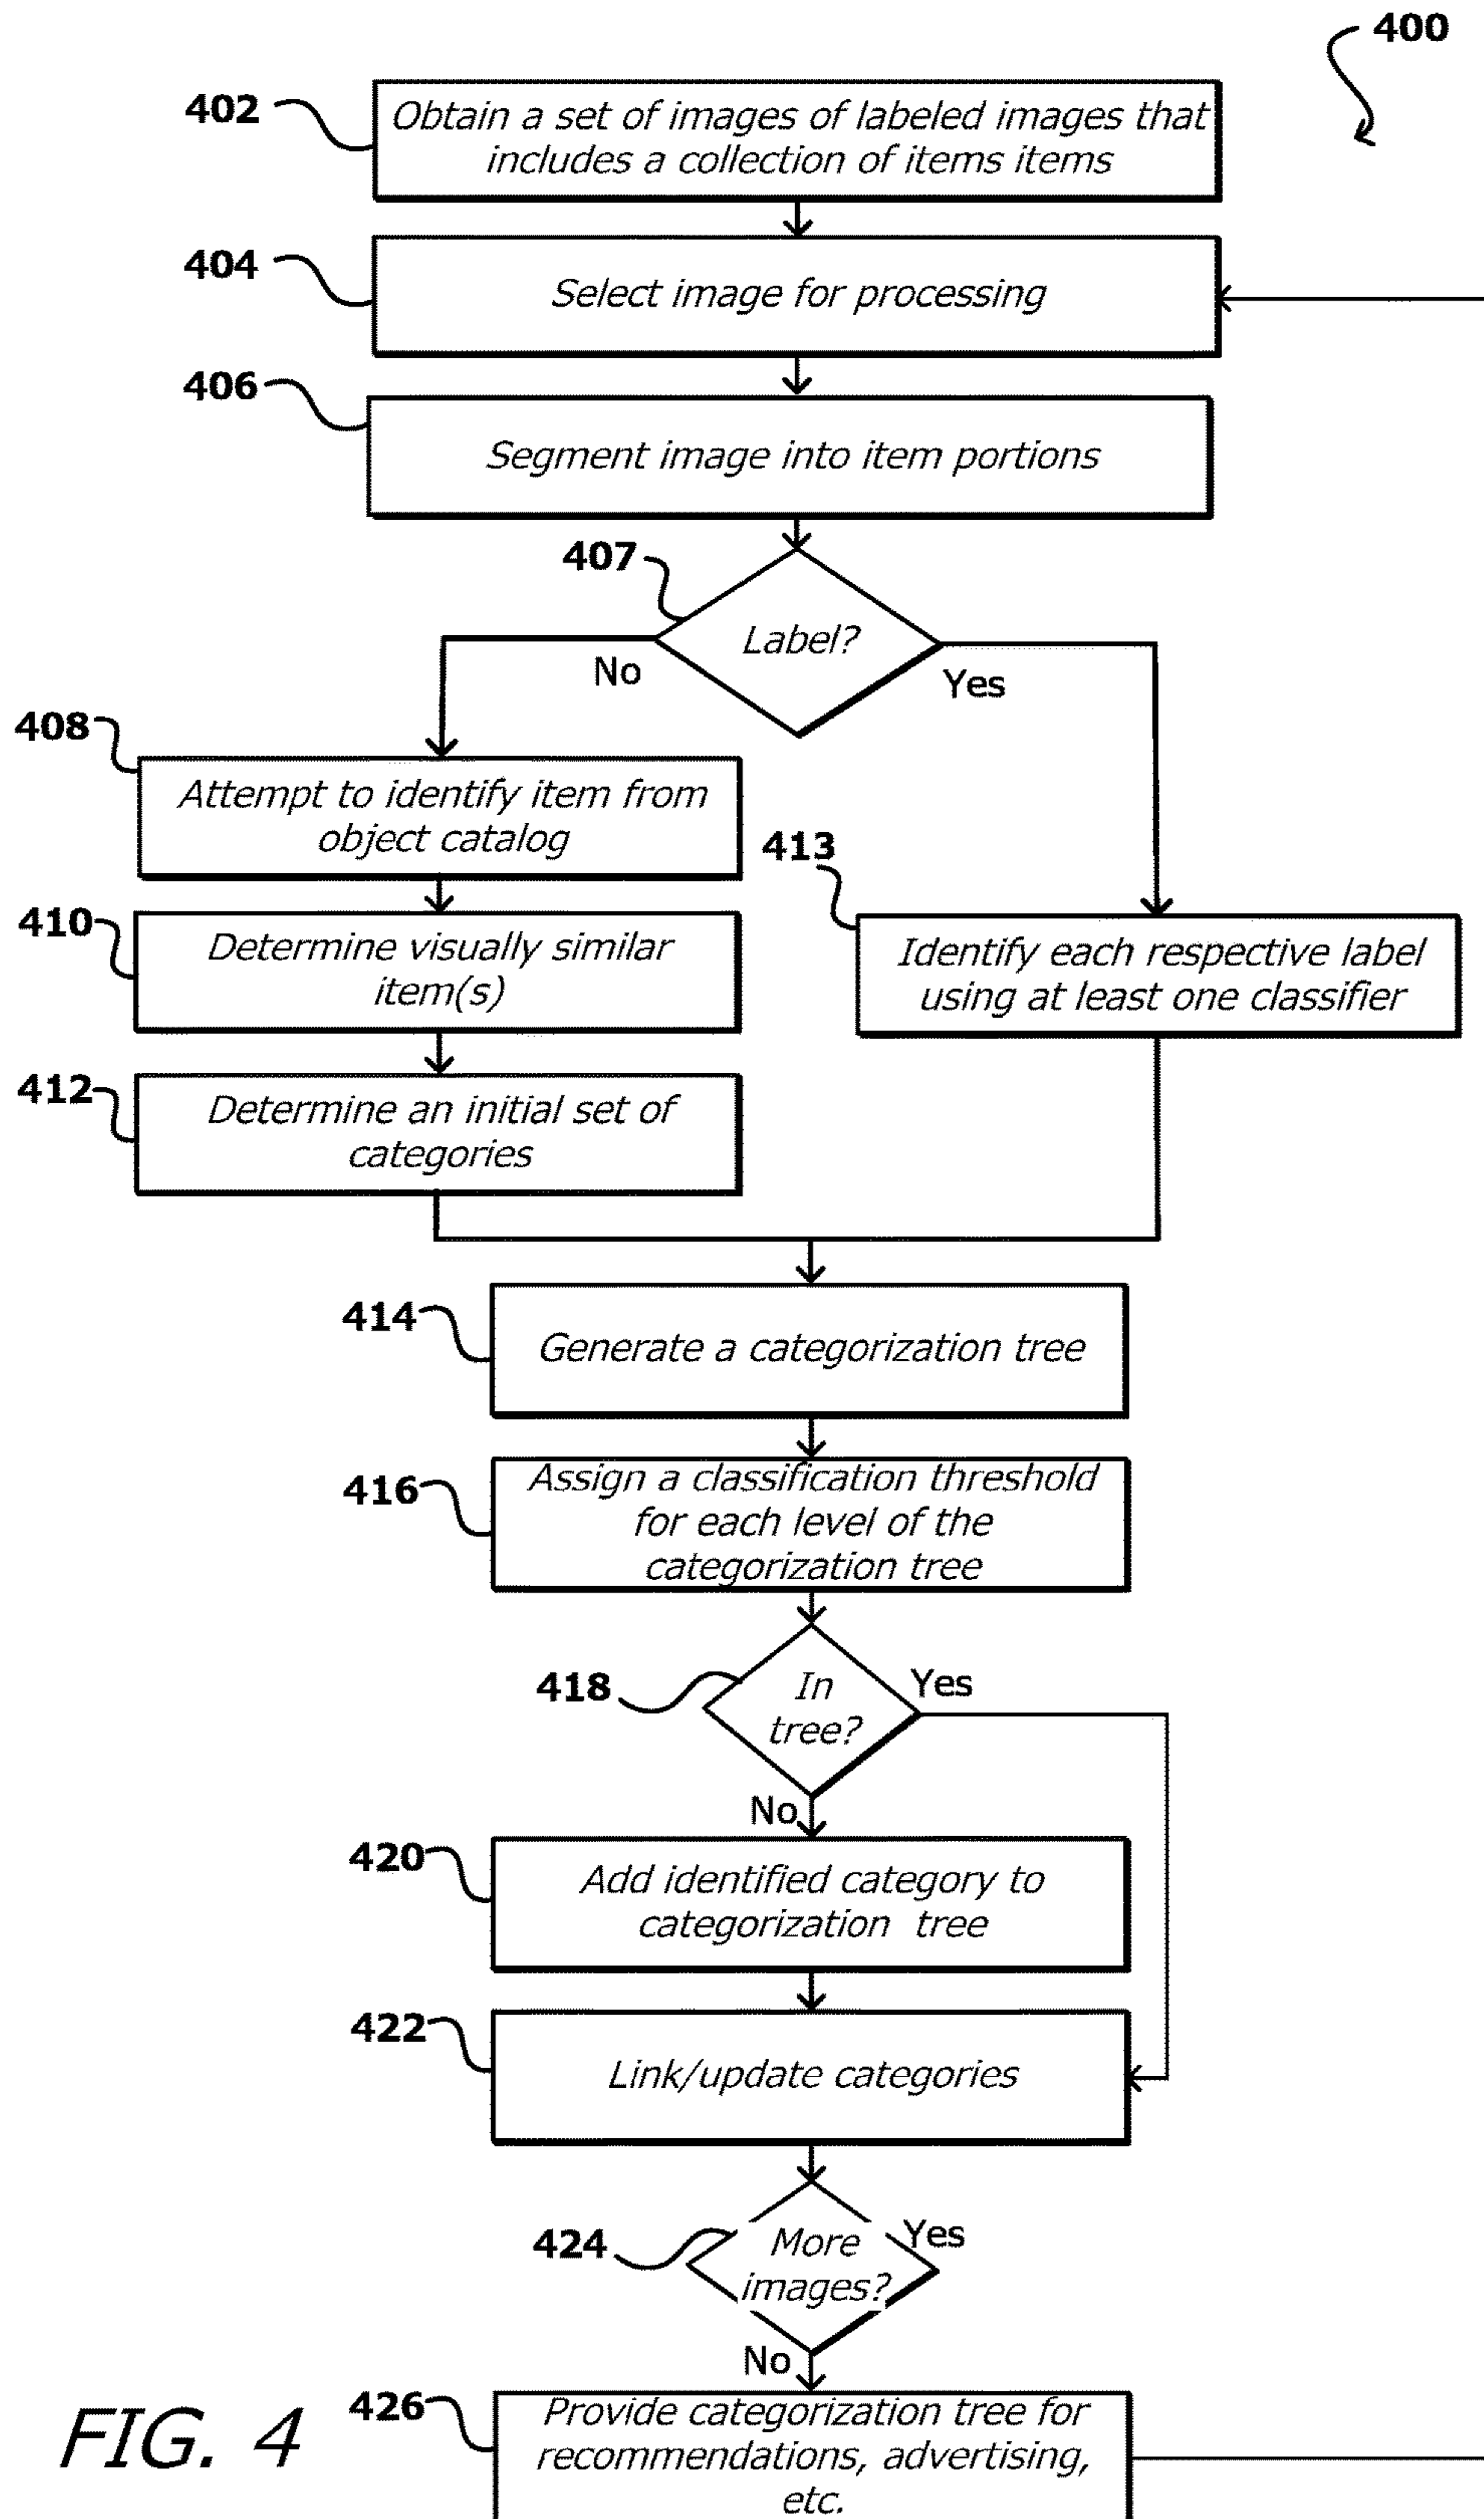 400
402
Obtain a set of images of labeled images that
includes a collection of items items
404
Select image for processing
406
Segment image into item portions
407
Label?
No
Yes
408
Attempt to identify item from
object catalog
413
410
Determine visually similar
item(s)
Identify each respective label
using at least one classifier
412
Determine an initial set of
categories
414
Generate a categorization tree
416
Assign a classification threshold
for each level of the
categorization tree
418
In
tree?
Yes
No
420
Add identified category to
categorization tree
422
Link/update categories
424
More
images?
Yes
No
426
Provide categorization tree for
recommendations, advertising,
etc.
FIG. 4